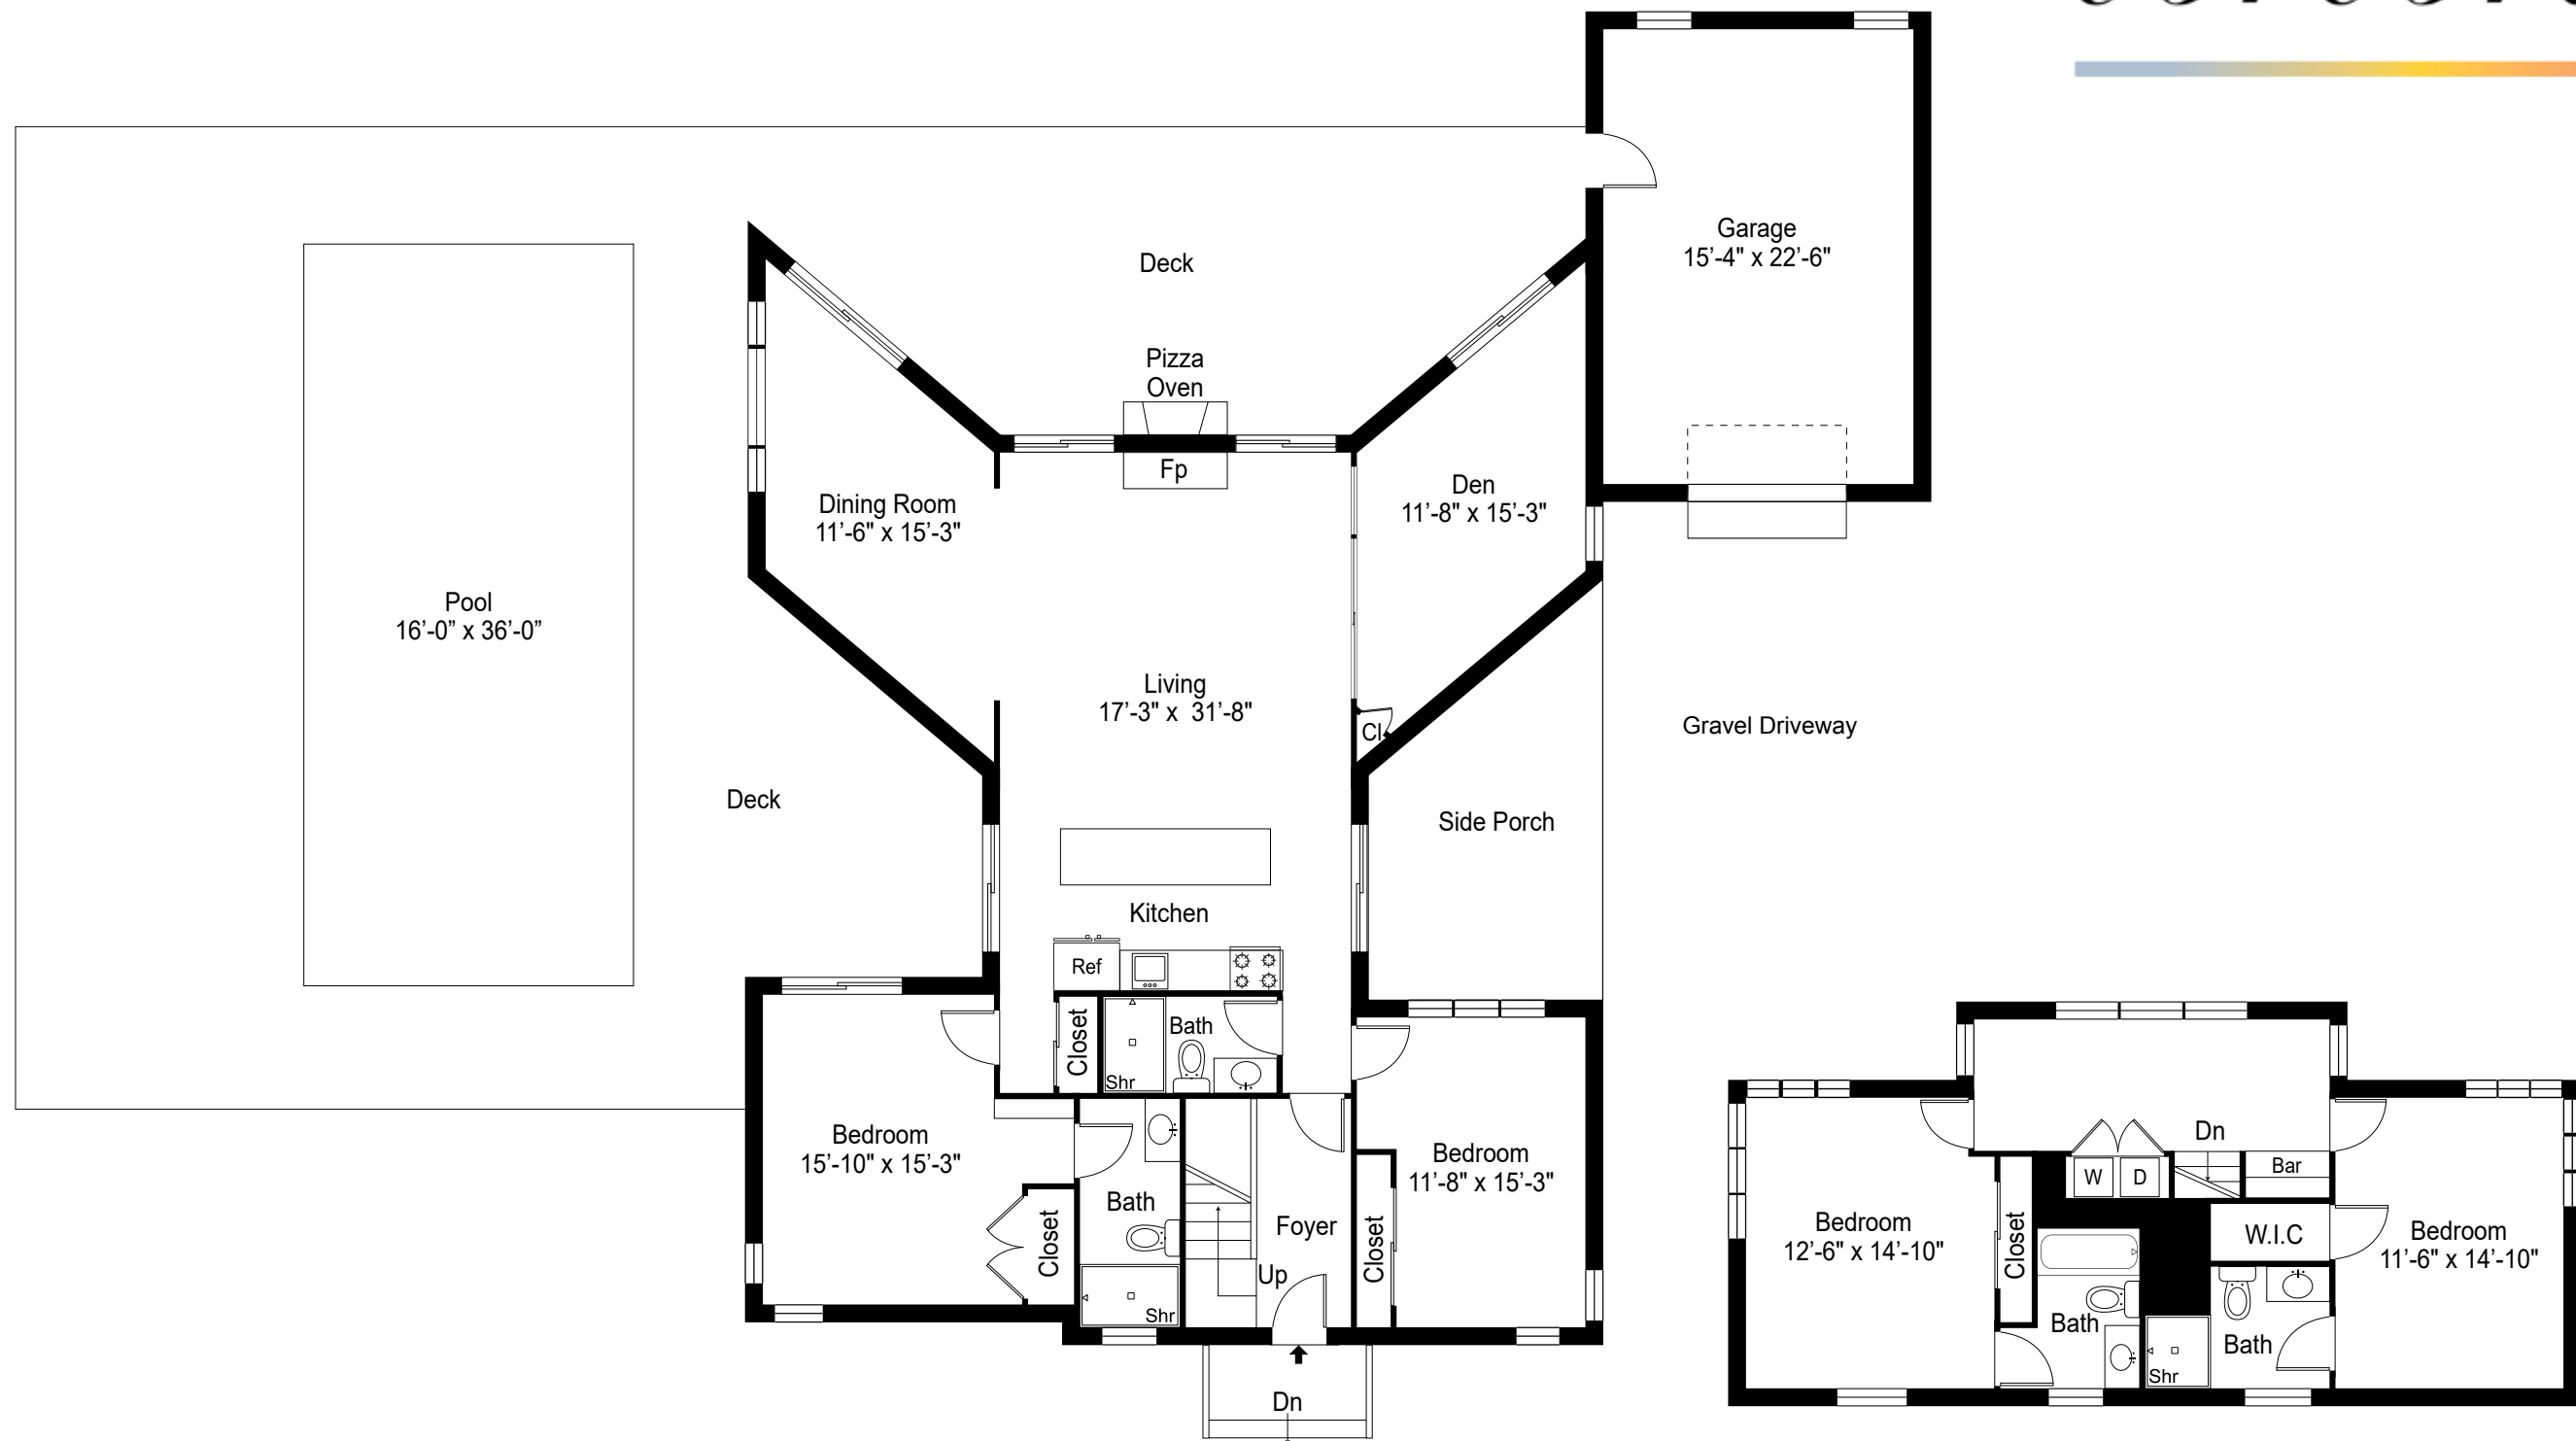 Garage
15’-4" x 22’-6"
Deck
Pizza
Oven
Fp
Den
11’-8" x 15’-3"
Dining Room
11’-6" x 15’-3"
Pool
16’-0” x 36’-0”
Living
17’-3" x  31’-8"
Cl
Gravel Driveway
Deck
Side Porch
Kitchen
Ref
Closet
Bath
Shr
Bedroom
15’-10" x 15’-3"
Bedroom
11’-8" x 15’-3"
Bath
Closet
Shr
Foyer
Up
Closet
Dn
Dn
W
D
Bar
Bedroom
12’-6" x 14’-10"
Closet
W.I.C
Bedroom
11’-6" x 14’-10"
Bath
Bath
Shr